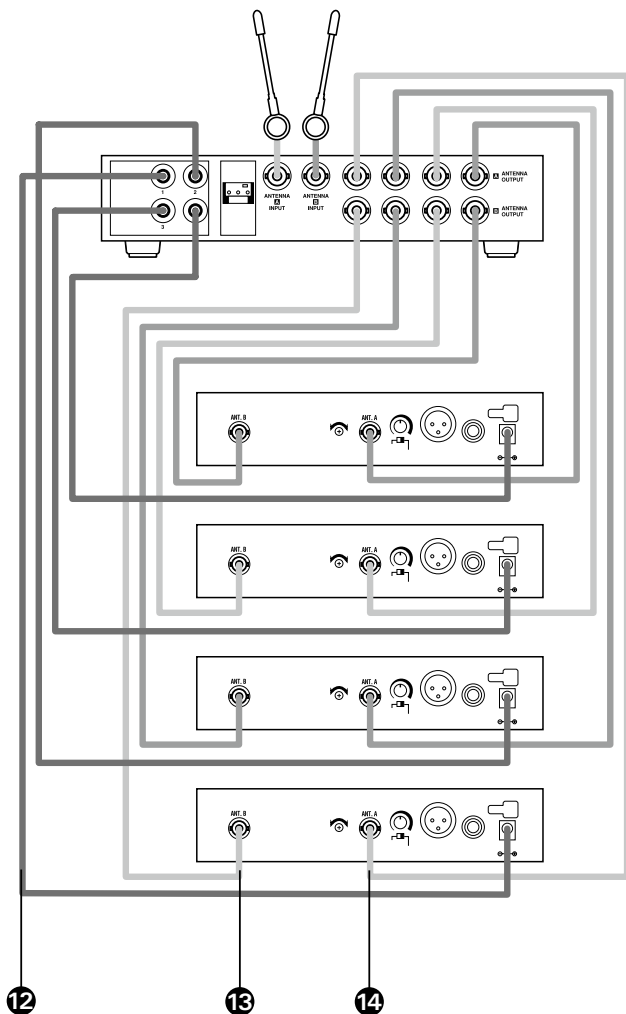 1 2
3
ANTENNA A INPUT
ANTENNA B INPUT
A ANTENNA OUTPUT
B ANTENNA OUTPUT
ANT. B ANT. A
ANT. B ANT. A
ANT. B ANT. A
ANT. B ANT. A
12 13 14